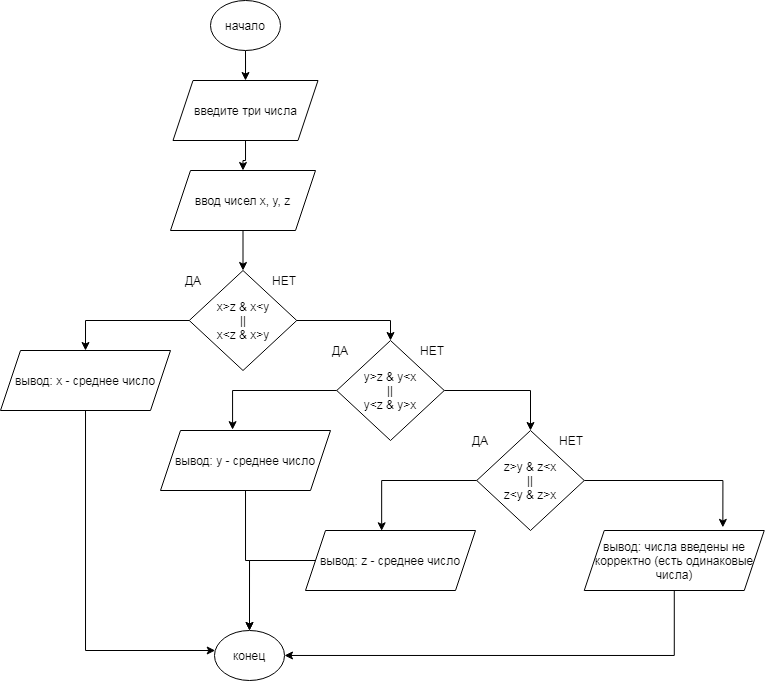 начало
введите три числа
ввод чисел x, y, z
ДА
НЕТ
x>z & x<y
||
x<z & x>y
ДА
НЕТ
y>z & y<x
||
y<z & y>x
вывод: x - среднее число
ДА
НЕТ
z>y & z<x
||
z<y & z>x
вывод: y - среднее число
вывод: z - среднее число
вывод: числа введены не
корректно (есть одинаковые
числа)
конец